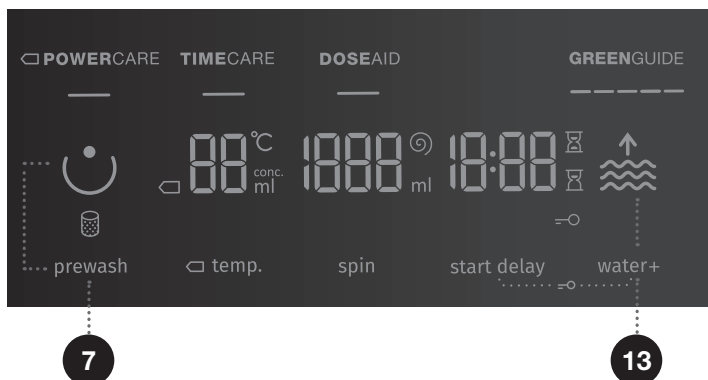 POWERCARE TIMECARE DOSEAID GREENGUIDE
88 °C 1888 18:88
conc.
ml ml
prewash temp. spin start delay water+
7 13